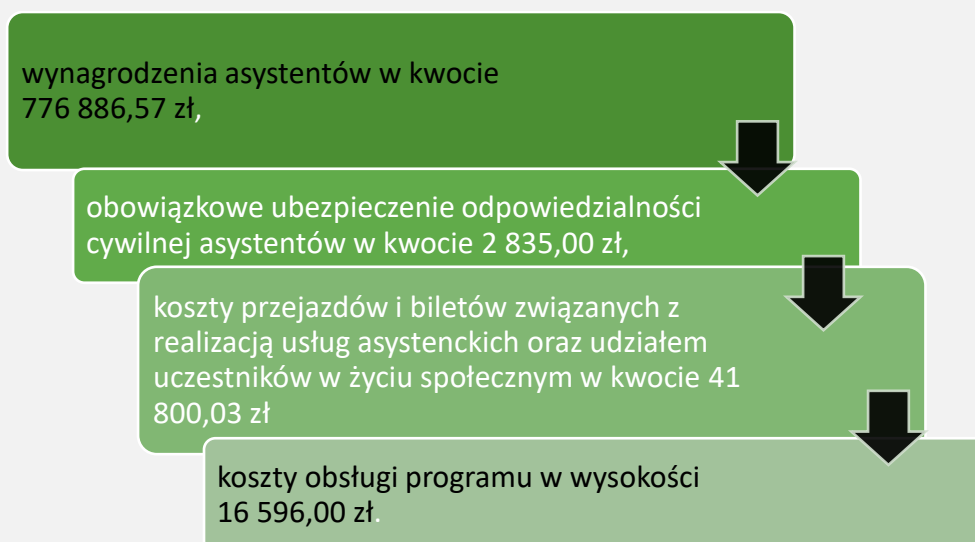 wynagrodzenia asystentów w kwocie
776 886,57 zł,
obowiązkowe ubezpieczenie odpowiedzialności
cywilnej asystentów w kwocie 2 835,00 zł,
koszty przejazdów i biletów związanych z
realizacją usług asystenckich oraz udziałem
uczestników w życiu społecznym w kwocie 41
800,03 zł
koszty obsługi programu w wysokości
16 596,00 zł.